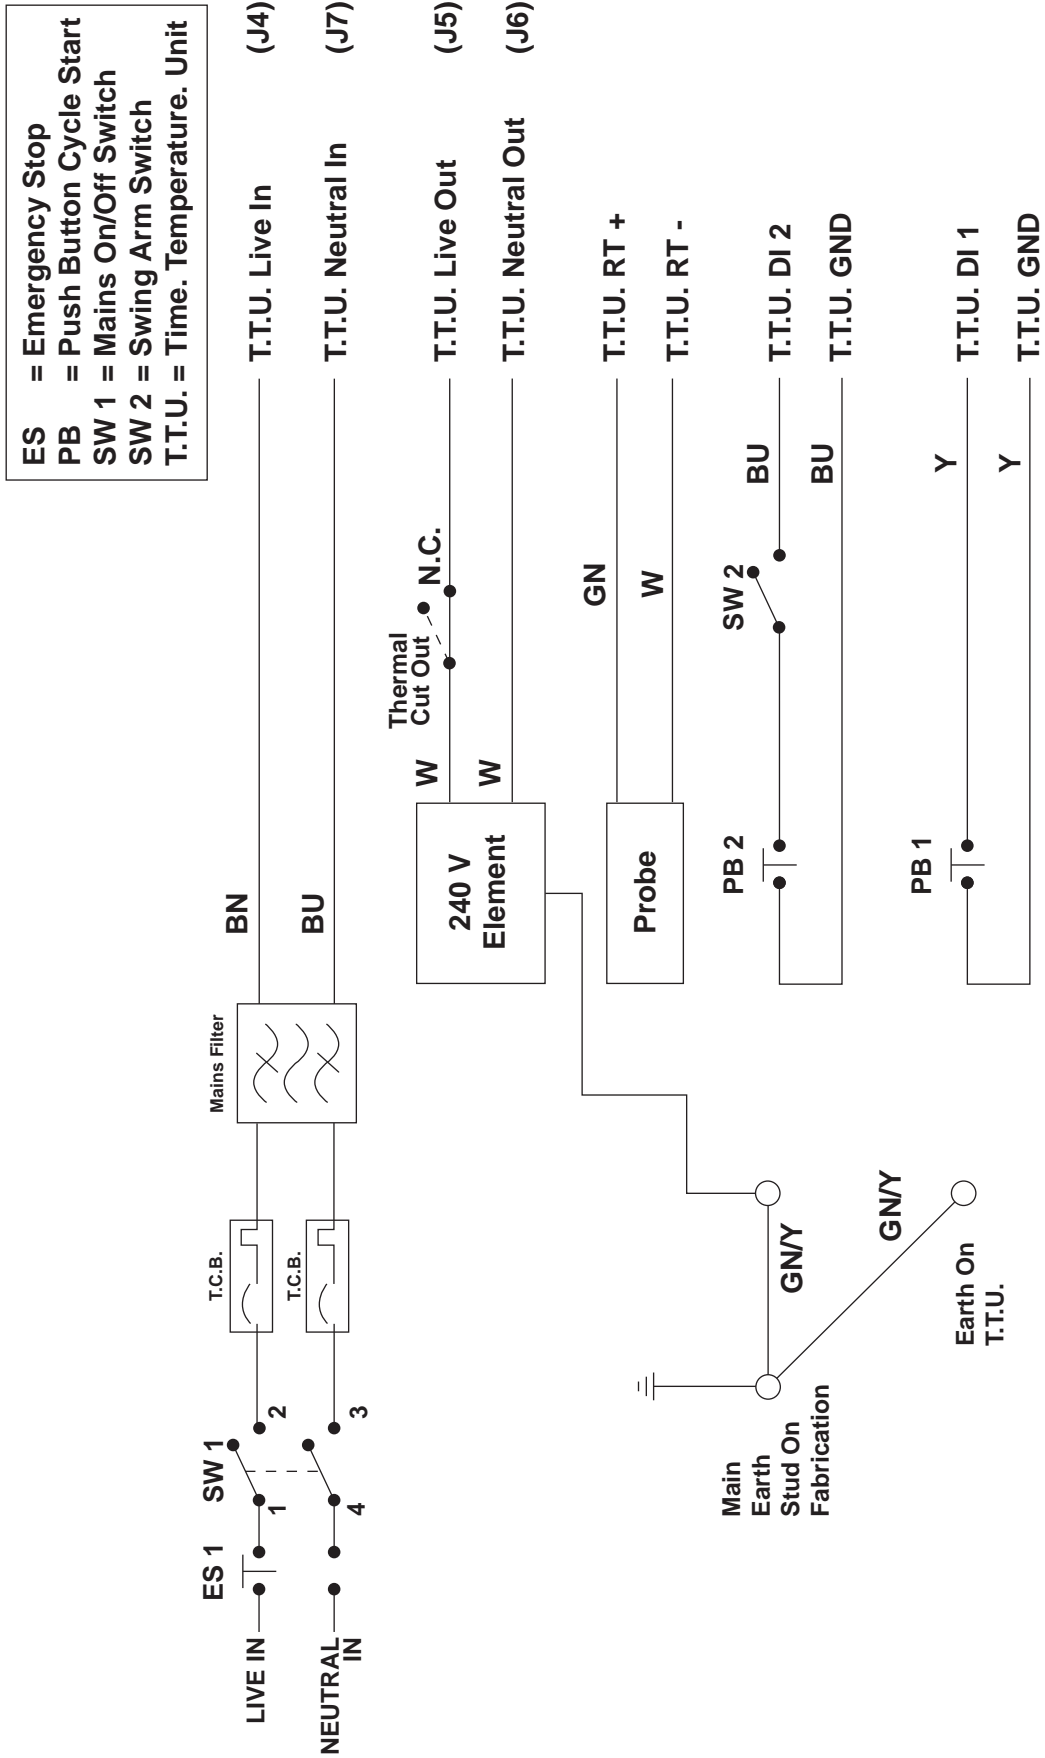 ES = Emergency Stop
PB = Push Button Cycle Start
SW 1 = Mains On/Off Switch
SW 2 = Swing Arm Switch
T.T.U. = Time. Temperature. Unit
LIVE IN
ES 1
SW 1
1
2
T.C.B.
Mains Filter
BN
T.T.U. Live In (J4)
NEUTRAL
IN
4
3
T.C.B.
BU
T.T.U. Neutral In (J7)
240 V
Element
W
Thermal
Cut Out
N.C.
T.T.U. Live Out (J5)
W
T.T.U. Neutral Out (J6)
Probe
GN
T.T.U. RT +
W
T.T.U. RT -
PB 2
SW 2
BU
T.T.U. DI 2
BU
T.T.U. GND
PB 1
Y
T.T.U. DI 1
Y
T.T.U. GND
Main
Earth
Stud On
Fabrication
GN/Y
GN/Y
Earth On
T.T.U.